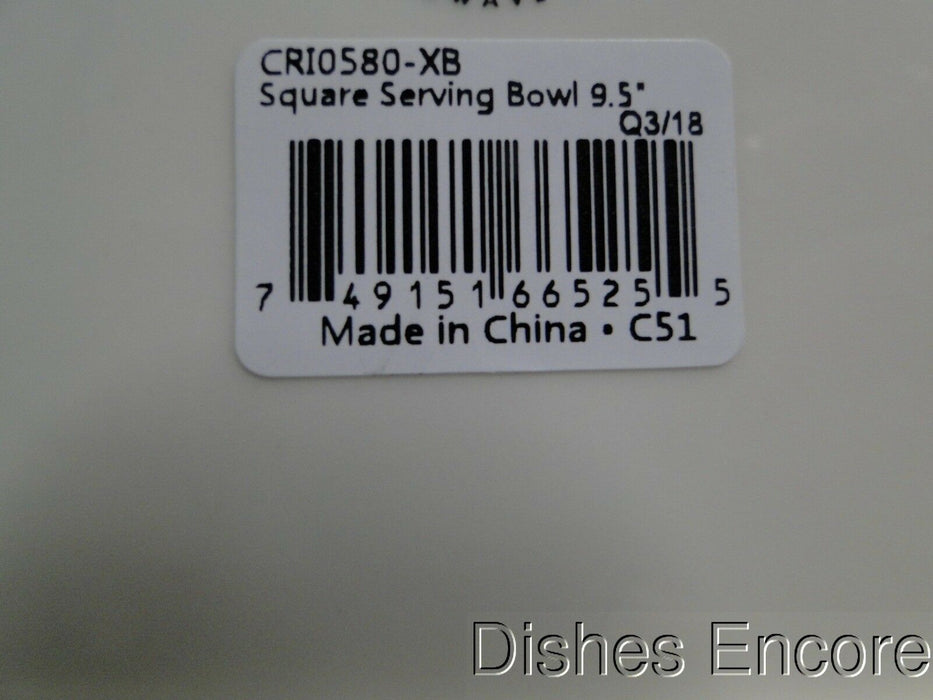 CRI0580-XB
Square Serving Bowl 9.5"
Q3/18
7 49151 66525 5
Made in China • C51
Dishes Encore